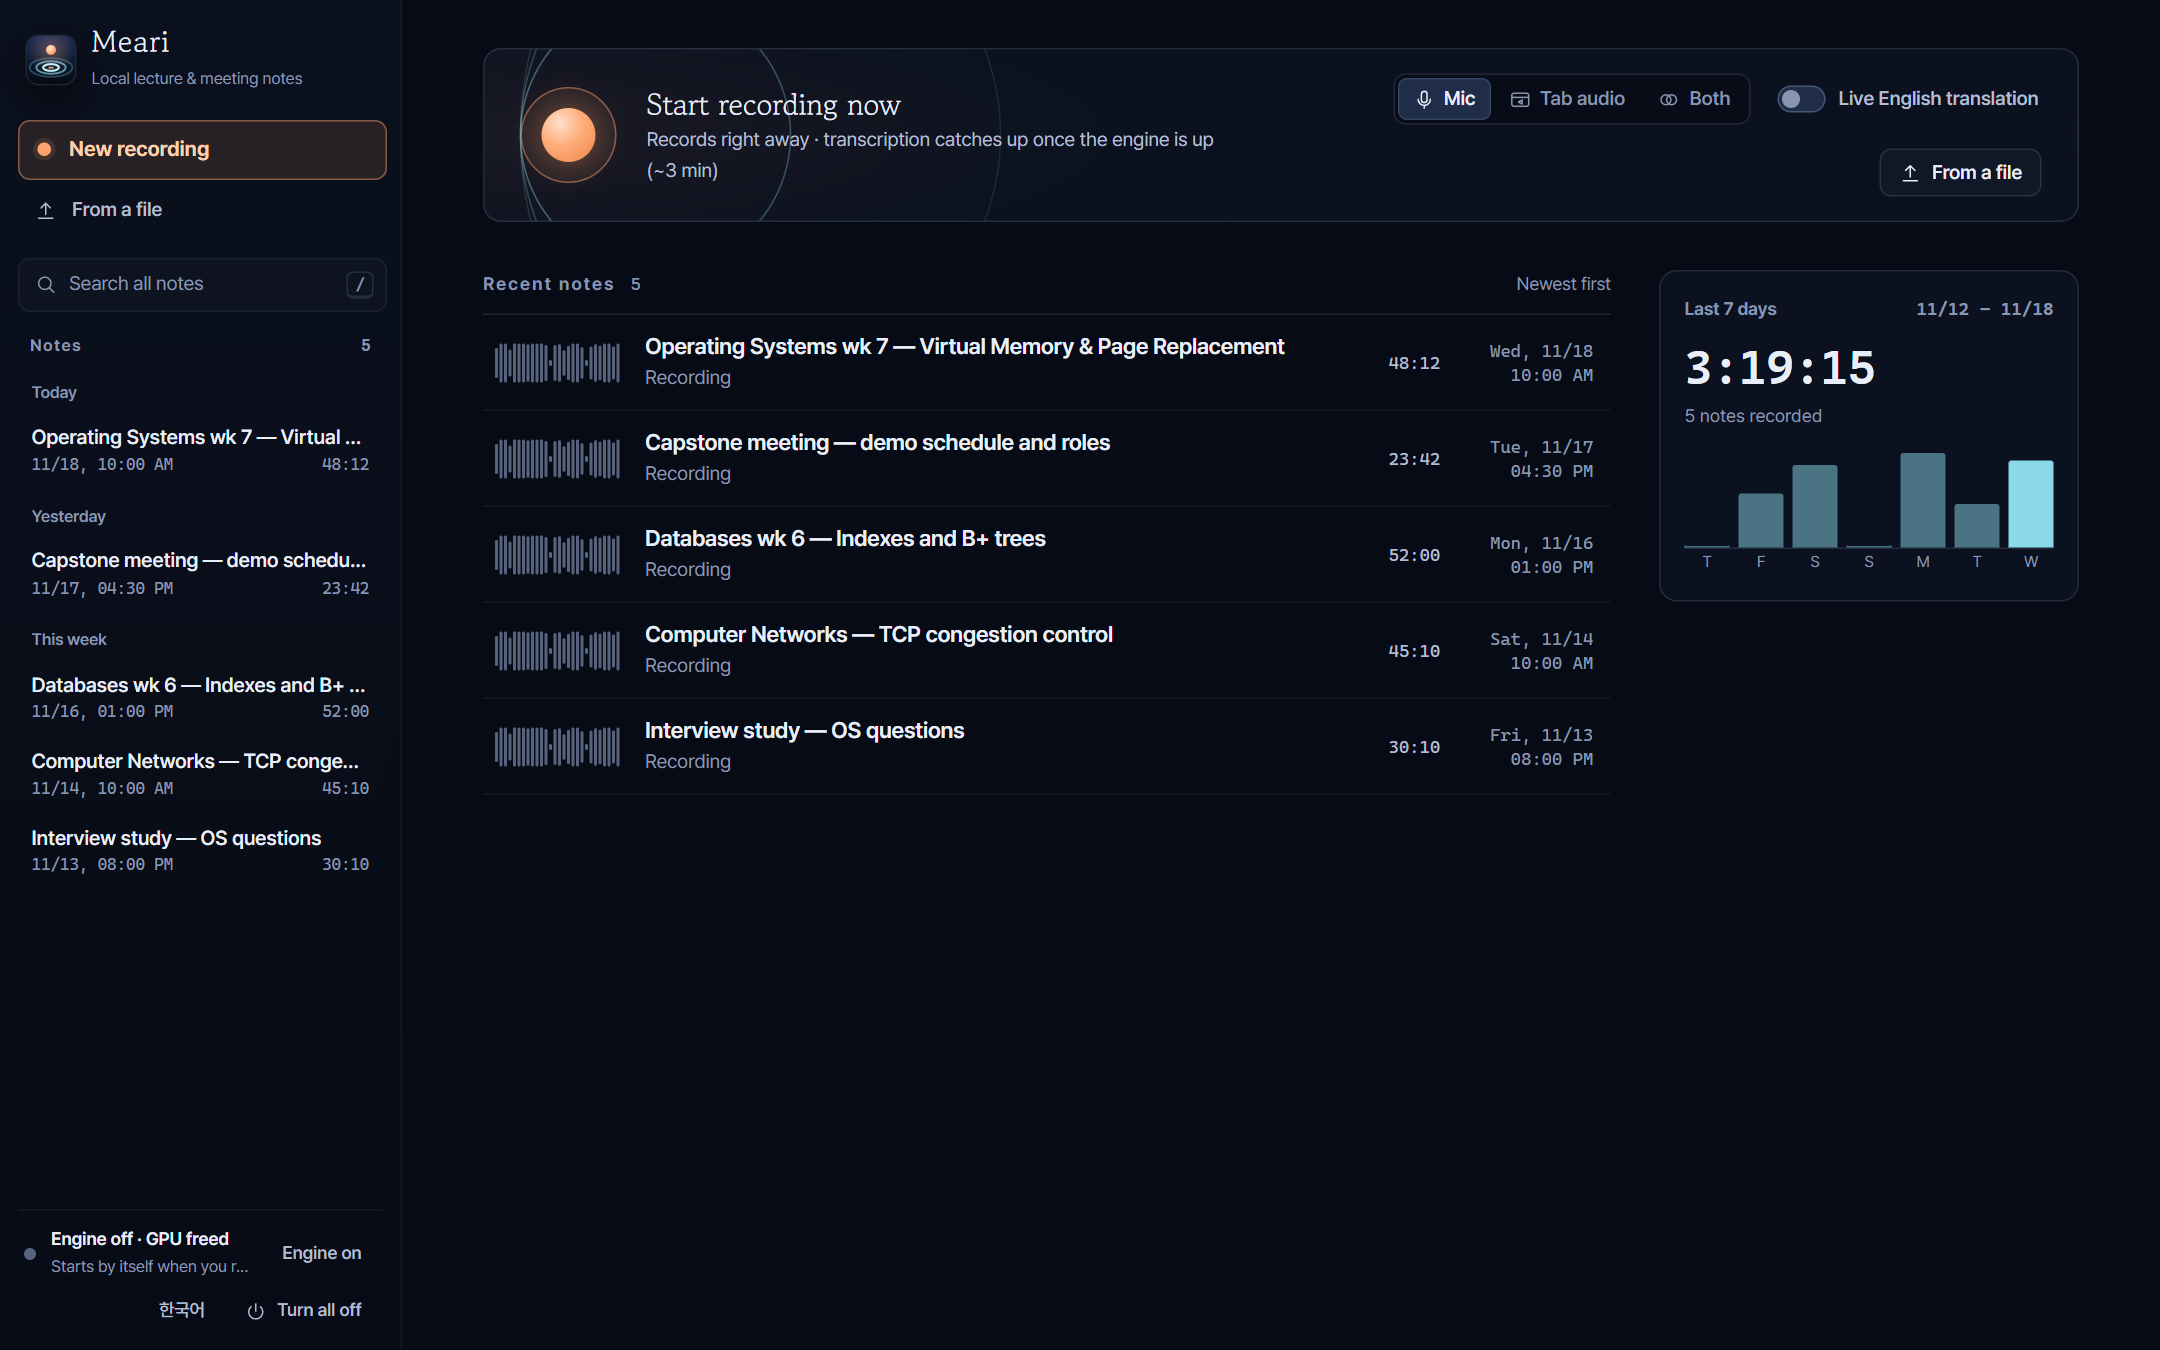 Meari
Local lecture & meeting notes
New recording
From a file
Search all notes /
Notes 5
Today
Operating Systems wk 7 — Virtual ...
11/18, 10:00 AM 48:12
Yesterday
Capstone meeting — demo schedu...
11/17, 04:30 PM 23:42
This week
Databases wk 6 — Indexes and B+ ...
11/16, 01:00 PM 52:00
Computer Networks — TCP conge...
11/14, 10:00 AM 45:10
Interview study — OS questions
11/13, 08:00 PM 30:10
Engine off · GPU freed
Starts by itself when you r...
Engine on
한국어 Turn all off
Start recording now
Records right away · transcription catches up once the engine is up
(~3 min)
Mic Tab audio Both Live English translation
From a file
Recent notes 5 Newest first
Operating Systems wk 7 — Virtual Memory & Page Replacement
Recording
48:12
Wed, 11/18
10:00 AM
Capstone meeting — demo schedule and roles
Recording
23:42
Tue, 11/17
04:30 PM
Databases wk 6 — Indexes and B+ trees
Recording
52:00
Mon, 11/16
01:00 PM
Computer Networks — TCP congestion control
Recording
45:10
Sat, 11/14
10:00 AM
Interview study — OS questions
Recording
30:10
Fri, 11/13
08:00 PM
Last 7 days 11/12 – 11/18
3:19:15
5 notes recorded
T F S S M T W